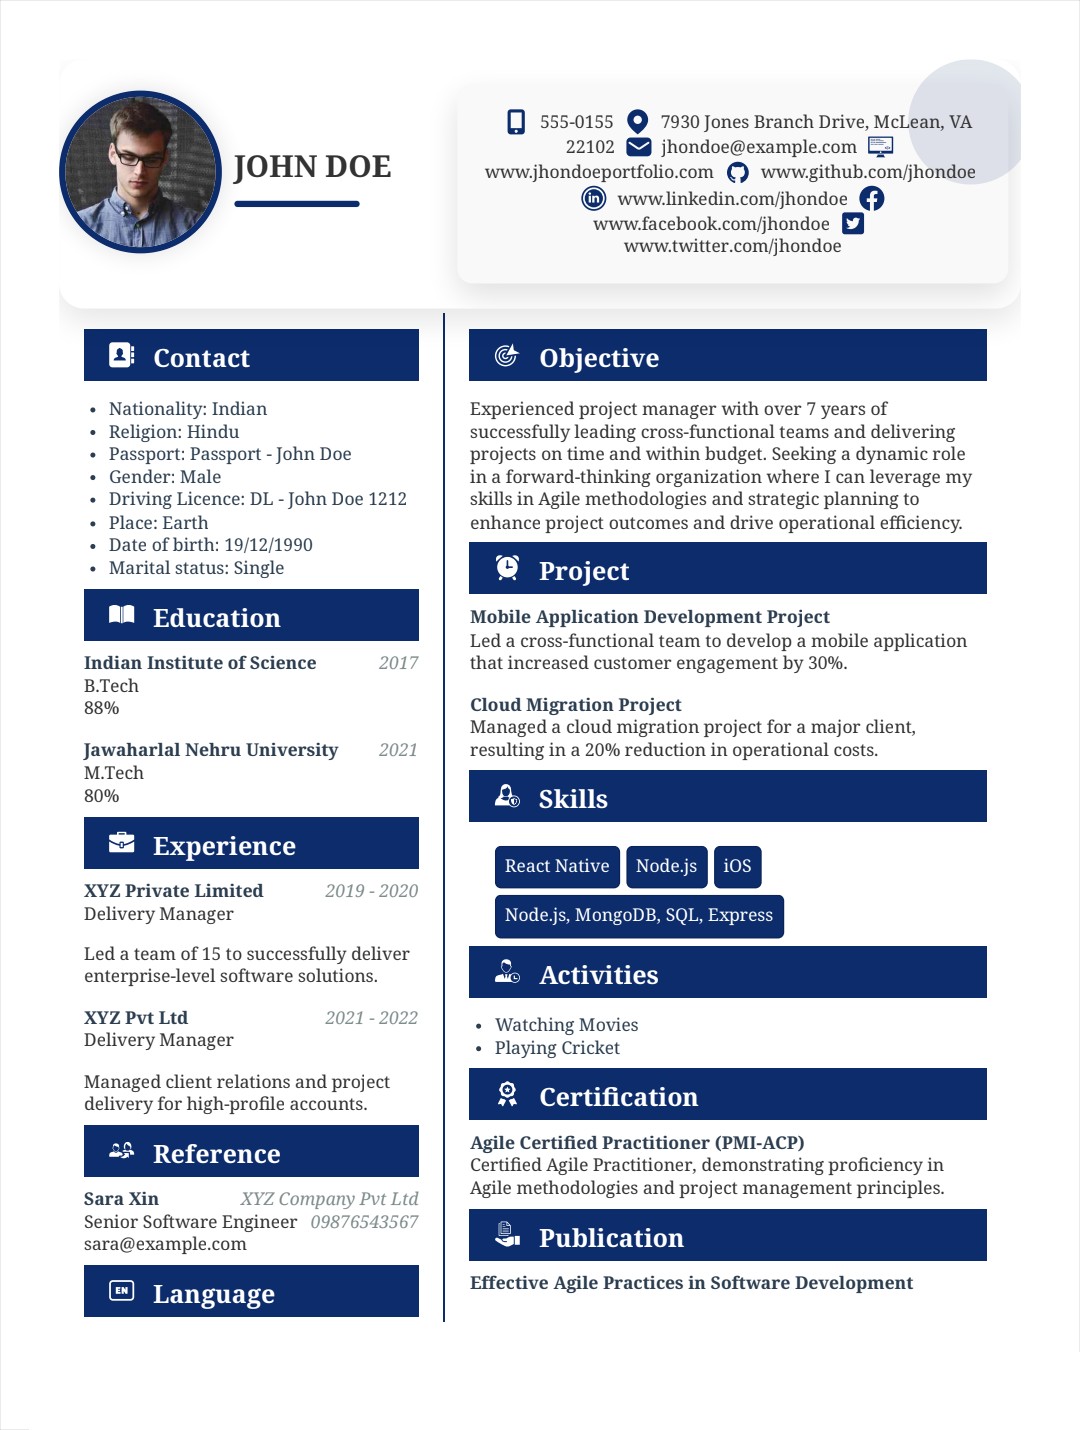 JOHN DOE
555-0155 7930 Jones Branch Drive, McLean, VA
22102 jhondoe@example.com
www.jhondoeportfolio.com www.github.com/jhondoe
in www.linkedin.com/jhondoe
www.facebook.com/jhondoe
www.twitter.com/jhondoe
Contact
• Nationality: Indian
• Religion: Hindu
• Passport: Passport - John Doe
• Gender: Male
• Driving Licence: DL - John Doe 1212
• Place: Earth
• Date of birth: 19/12/1990
• Marital status: Single
Education
Indian Institute of Science 2017
B.Tech
88%
Jawaharlal Nehru University 2021
M.Tech
80%
Experience
XYZ Private Limited 2019 - 2020
Delivery Manager
Led a team of 15 to successfully deliver
enterprise-level software solutions.
XYZ Pvt Ltd 2021 - 2022
Delivery Manager
Managed client relations and project
delivery for high-profile accounts.
Reference
Sara Xin XYZ Company Pvt Ltd
Senior Software Engineer 09876543567
sara@example.com
EN Language
Objective
Experienced project manager with over 7 years of
successfully leading cross-functional teams and delivering
projects on time and within budget. Seeking a dynamic role
in a forward-thinking organization where I can leverage my
skills in Agile methodologies and strategic planning to
enhance project outcomes and drive operational efficiency.
Project
Mobile Application Development Project
Led a cross-functional team to develop a mobile application
that increased customer engagement by 30%.
Cloud Migration Project
Managed a cloud migration project for a major client,
resulting in a 20% reduction in operational costs.
Skills
React Native Node.js iOS
Node.js, MongoDB, SQL, Express
Activities
• Watching Movies
• Playing Cricket
Certification
Agile Certified Practitioner (PMI-ACP)
Certified Agile Practitioner, demonstrating proficiency in
Agile methodologies and project management principles.
Publication
Effective Agile Practices in Software Development